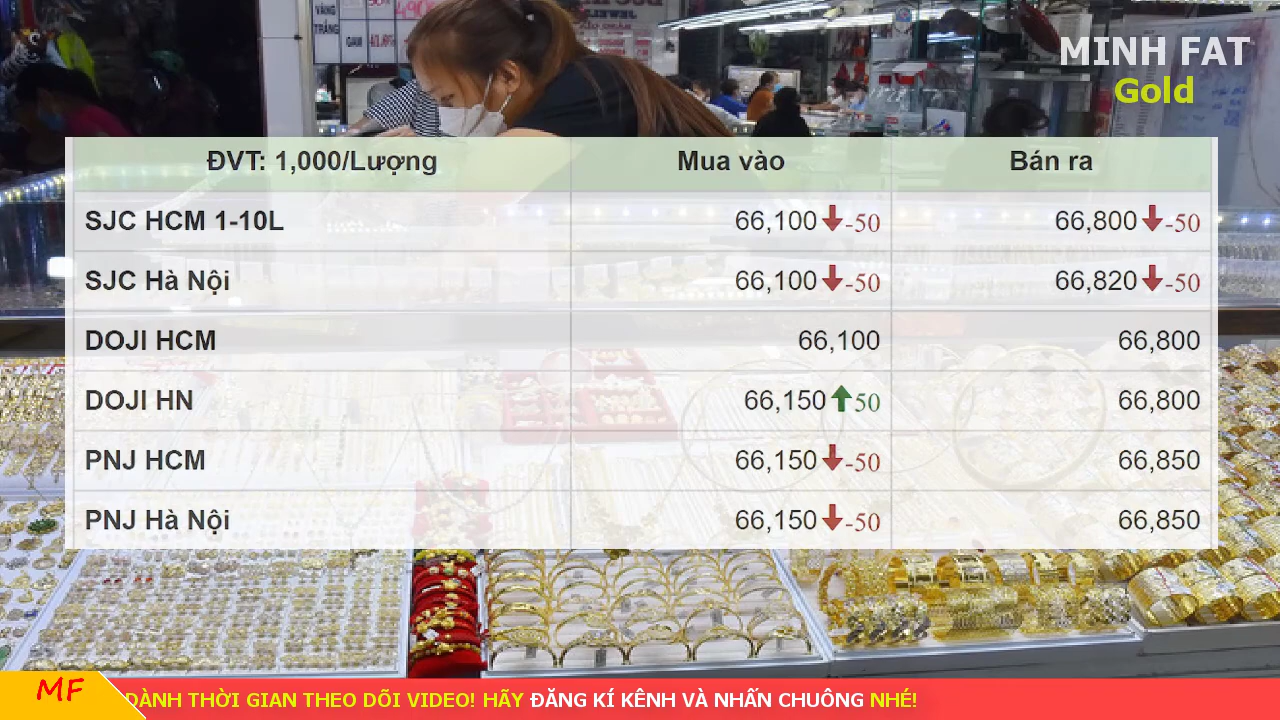 VÀNG
TRẮNG
GAM
MINH FAT
Gold
ĐVT: 1,000/Lượng Mua vào Bán ra
SJC HCM 1-10L 66,100 -50 66,800 -50
SJC Hà Nội 66,100 -50 66,820 -50
DOJI HCM 66,100 66,800
DOJI HN 66,150 50 66,800
PNJ HCM 66,150 -50 66,850
PNJ Hà Nội 66,150 -50 66,850
MF
DÀNH THỜI GIAN THEO DÕI VIDEO! HÃY ĐĂNG KÍ KÊNH VÀ NHẤN CHUÔNG NHÉ!